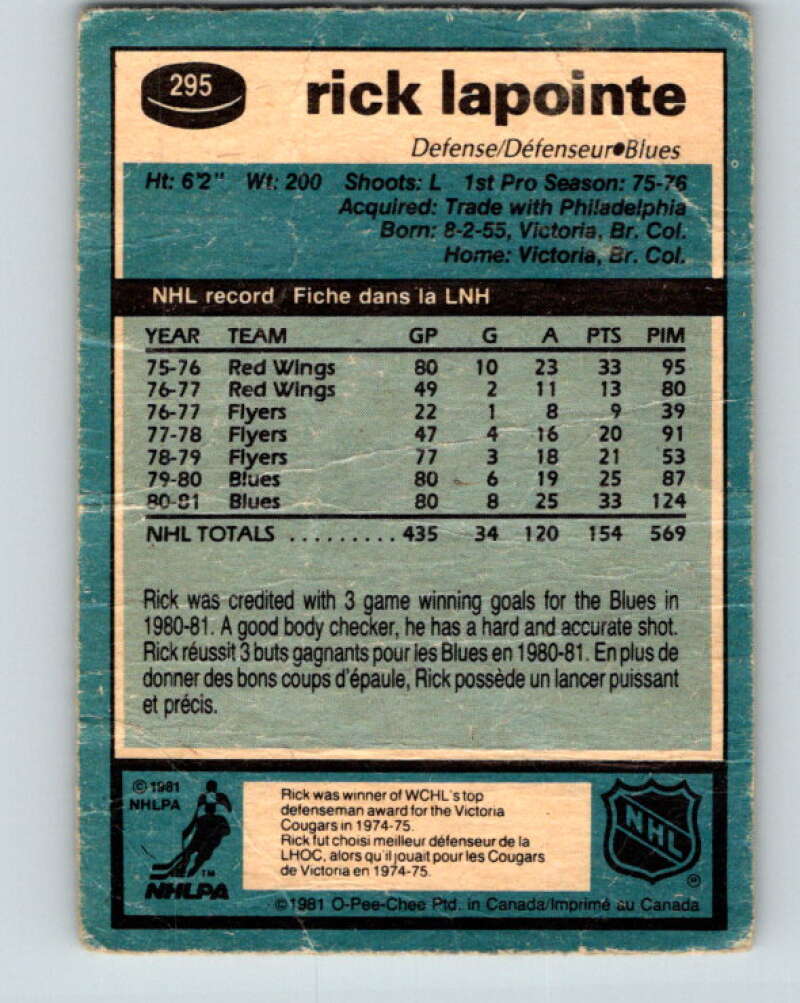 295
rick lapointe
Defense/Défenseur•Blues
Ht: 6'2" Wt: 200 Shoots: L 1st Pro Season: 75-76
Acquired: Trade with Philadelphia
Born: 8-2-55, Victoria, Br. Col.
Home: Victoria, Br. Col.
NHL record / Fiche dans la LNH
YEAR TEAM GP G A PTS PIM
75-76 Red Wings 80 10 23 33 95
76-77 Red Wings 49 2 11 13 80
76-77 Flyers 22 1 8 9 39
77-78 Flyers 47 4 16 20 91
78-79 Flyers 77 3 18 21 53
79-80 Blues 80 6 19 25 87
80-81 Blues 80 8 25 33 124
NHL TOTALS ......... 435 34 120 154 569
Rick was credited with 3 game winning goals for the Blues in
1980-81. A good body checker, he has a hard and accurate shot.
Rick réussit 3 buts gagnants pour les Blues en 1980-81. En plus de
donner des bons coups d'épaule, Rick possède un lancer puissant
et précis.
© 1981
NHLPA
TM
NHLPA
Rick was winner of WCHL's top
defenseman award for the Victoria
Cougars in 1974-75.
Rick fut choisi meilleur défenseur de la
LHOC, alors qu'il jouait pour les Cougars
de Victoria en 1974-75.
NHL
®
©1981 O-Pee-Chee Ptd. in Canada/Imprimé au Canada